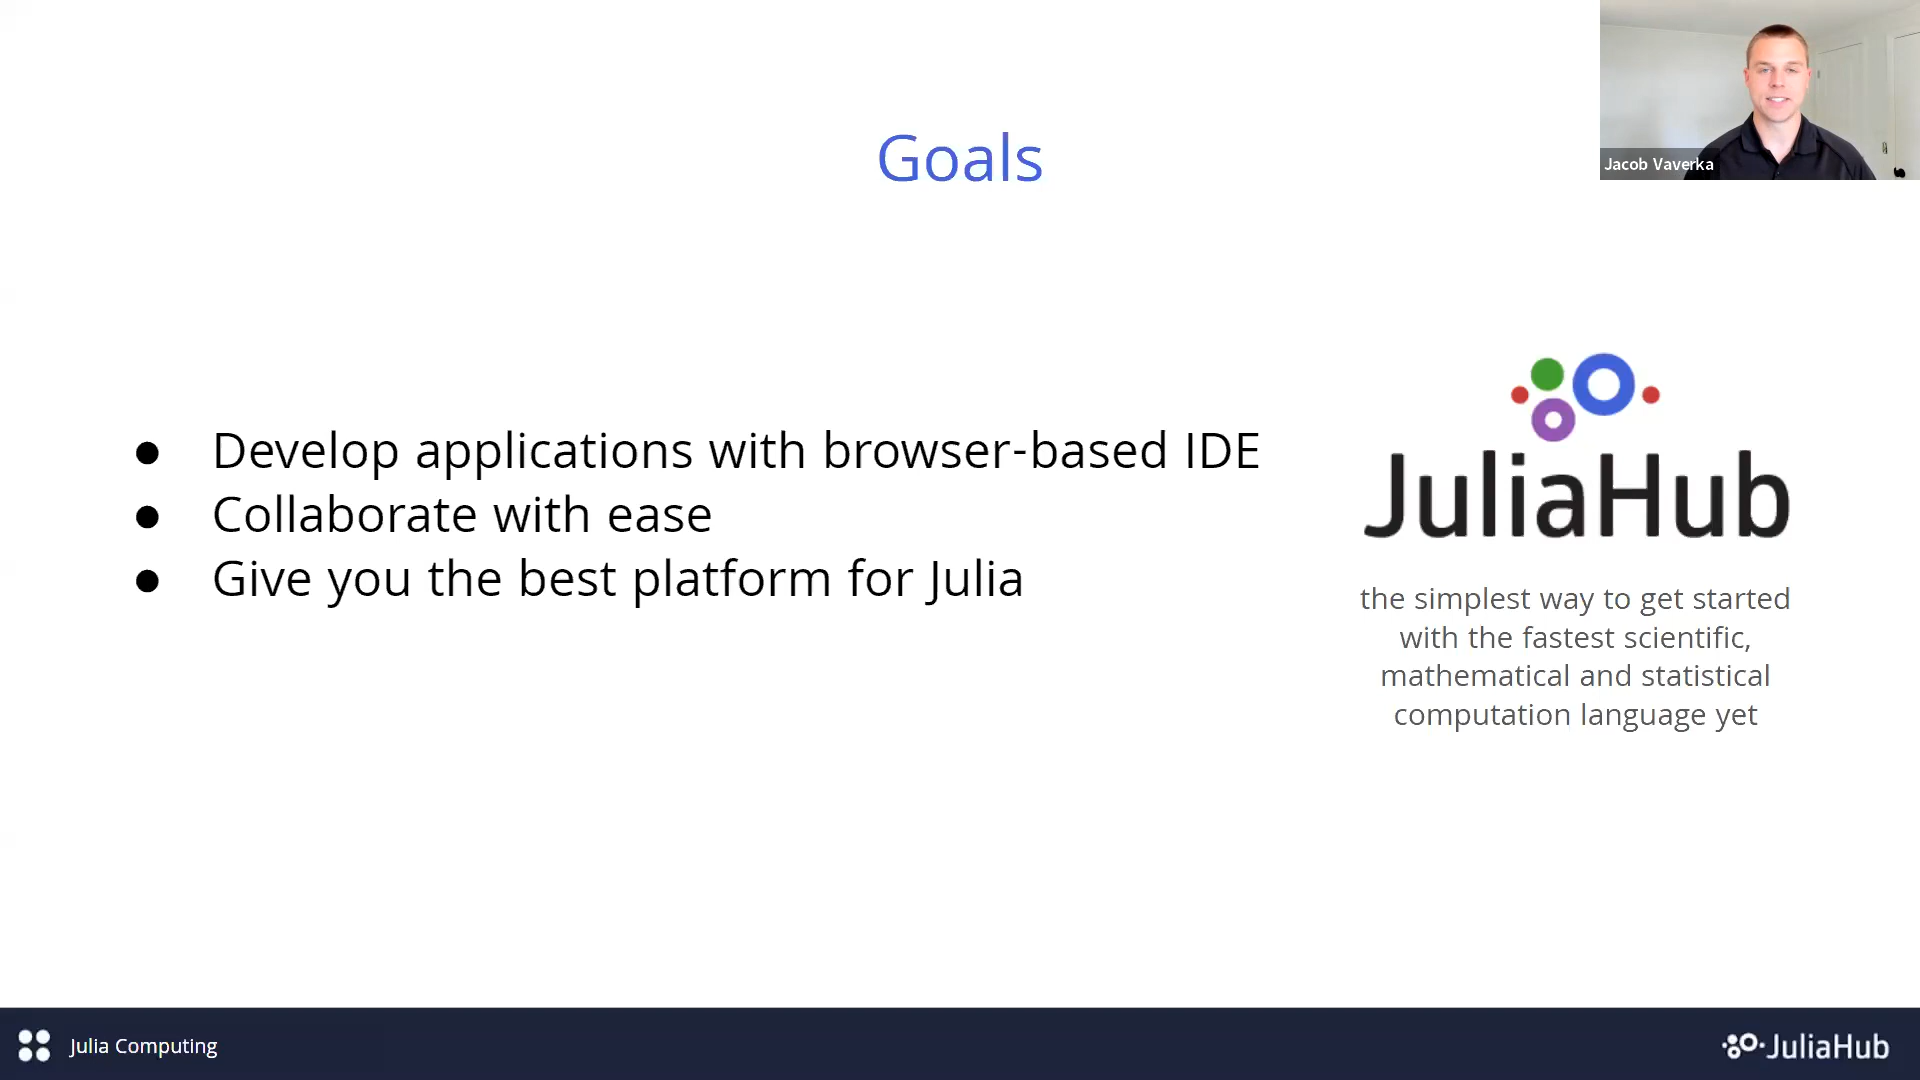 Jacob Vaverka
Goals
● Develop applications with browser-based IDE
● Collaborate with ease
● Give you the best platform for Julia
JuliaHub
the simplest way to get started
with the fastest scientific,
mathematical and statistical
computation language yet
Julia Computing
JuliaHub